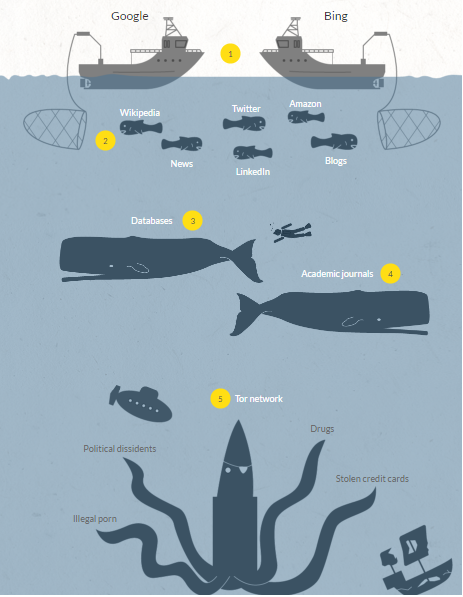 Google
Bing
1
Wikipedia
Twitter
Amazon
2
News
LinkedIn
Blogs
Databases
3
Academic journals
4
5
Tor network
Drugs
Political dissidents
Stolen credit cards
Illegal porn